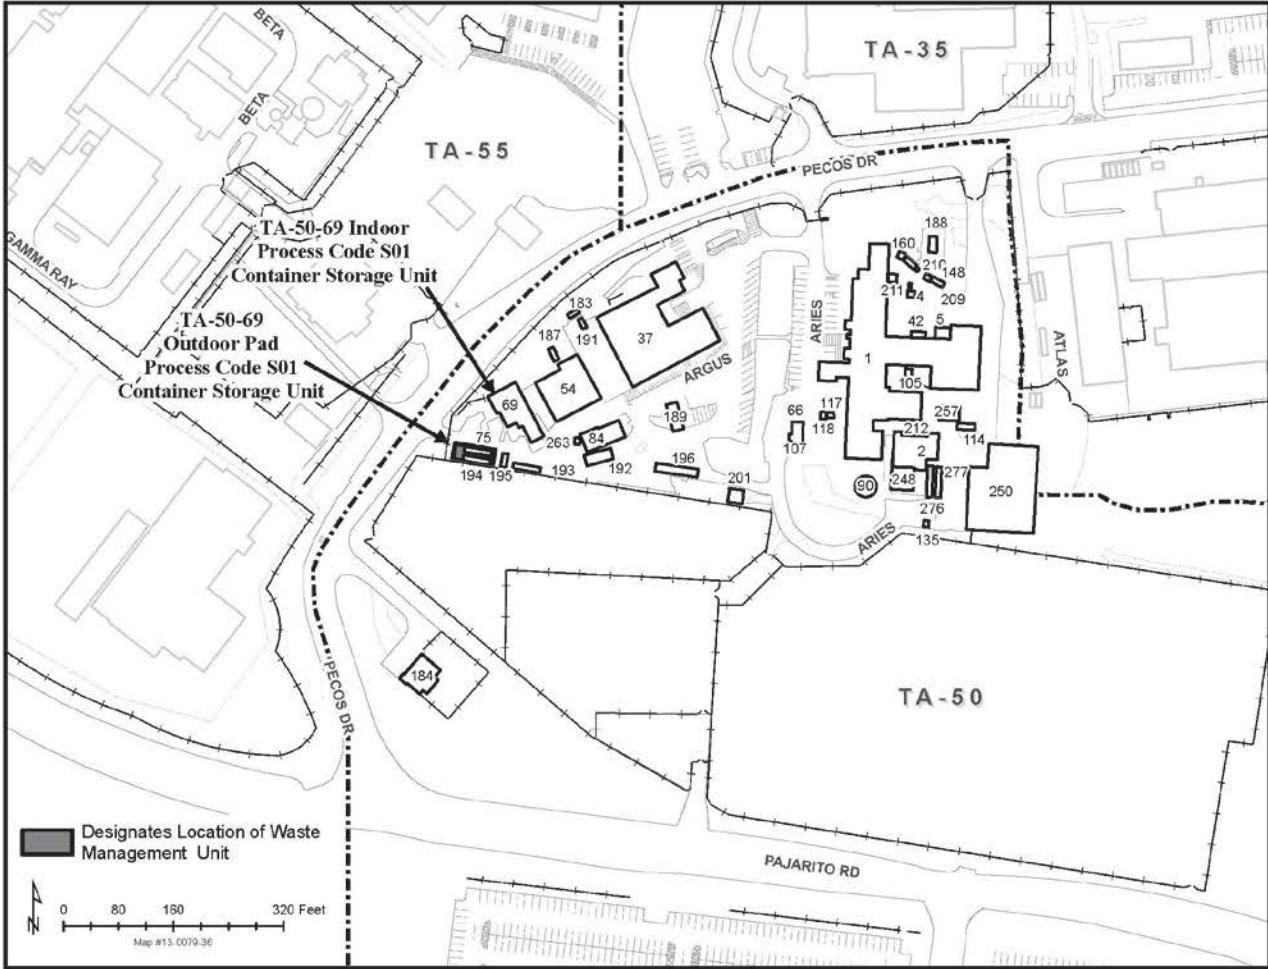 BETA
TA-35
BETA
TA-55
PECOS DR
GAMMA RAY
TA-50-69 Indoor
Process Code S01
Container Storage Unit
188
160
210
148
211
4
209
183
191
187
37
ARIES
42
5
TA-50-69
Outdoor Pad
Process Code S01
Container Storage Unit
54
ARGUS
1
105
ATLAS
69
189
66
117
118
257
114
75
263
84
107
212
2
194
195
193
192
196
201
90
248
277
276
250
135
ARIES
184
PECOS DR
TA-50
Designates Location of Waste
Management Unit
PAJARITO RD
N
0 80 160 320 Feet
Map #13-0079-36